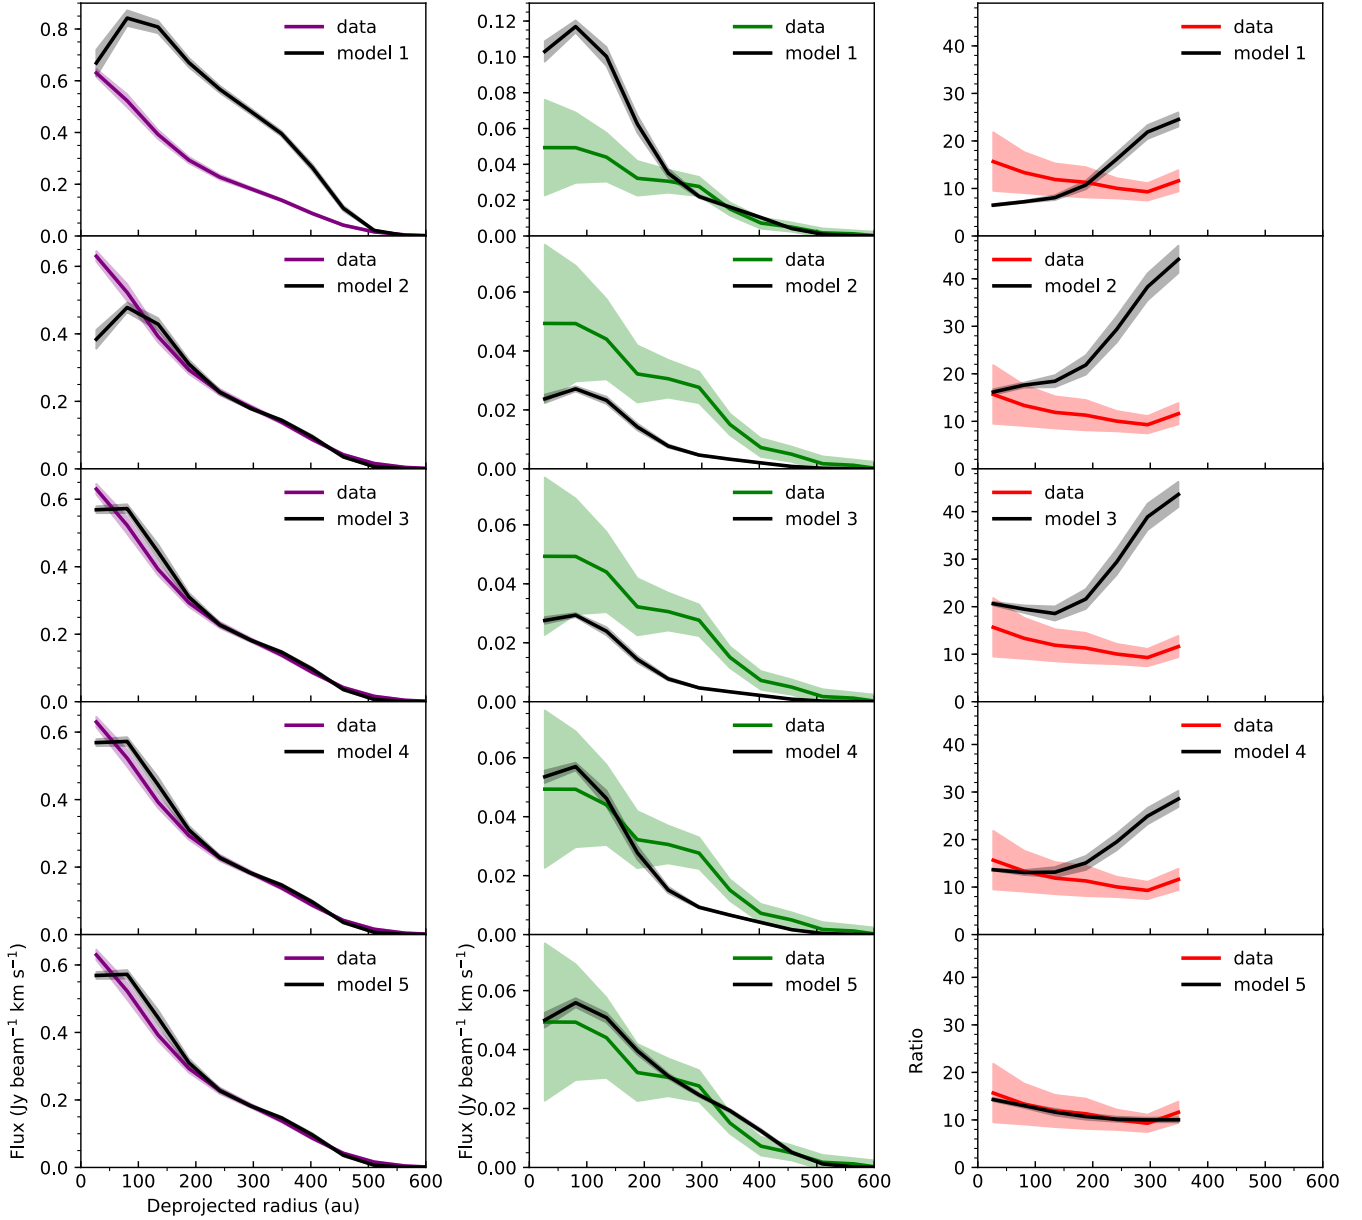 0.8
0.6
0.4
0.2
0.0
data
model 1
0.12
0.10
0.08
0.06
0.04
0.02
0.00
data
model 1
40
30
20
10
0
data
model 1
0.6
0.4
0.2
0.0
data
model 2
0.06
0.04
0.02
0.00
data
model 2
40
30
20
10
0
data
model 2
0.6
0.4
0.2
0.0
data
model 3
0.06
0.04
0.02
0.00
data
model 3
40
30
20
10
0
data
model 3
0.6
0.4
0.2
0.0
data
model 4
0.06
0.04
0.02
0.00
data
model 4
40
30
20
10
0
data
model 4
Flux (Jy beam⁻¹ km s⁻¹)
0.6
0.4
0.2
0.0
data
model 5
0 100 200 300 400 500 600
Deprojected radius (au)
Flux (Jy beam⁻¹ km s⁻¹)
0.06
0.04
0.02
0.00
data
model 5
0 100 200 300 400 500 600
Ratio
40
30
20
10
0
data
model 5
0 100 200 300 400 500 600